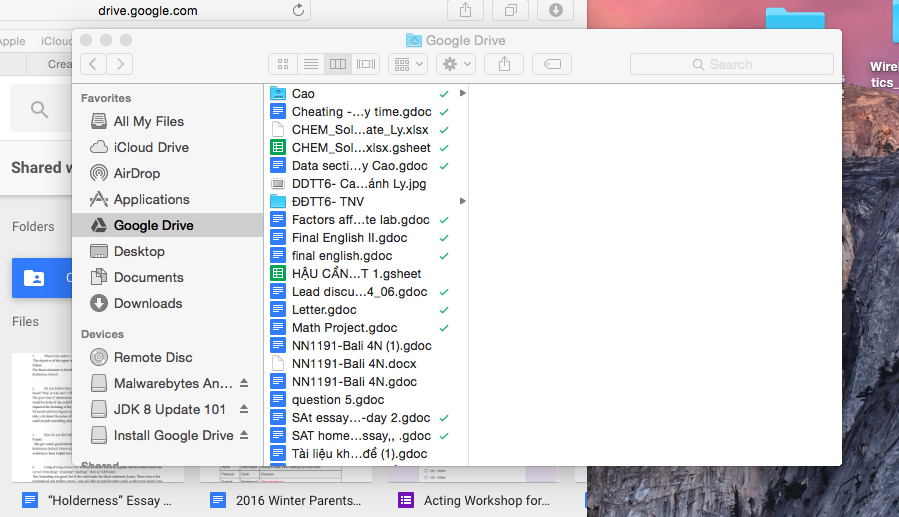 drive.google.com
Apple iCloud
Crea
Google Drive
Search
Wirel
tics_
Shared w
Folders
Files
Favorites
All My Files
iCloud Drive
AirDrop
Applications
Google Drive
Desktop
Documents
Downloads
Devices
Remote Disc
Malwarebytes An...
JDK 8 Update 101
Install Google Drive
Shared
Cao
Cheating -...y time.gdoc
CHEM_Sol...ate_Ly.xlsx
CHEM_Sol...xlsx.gsheet
Data secti...y Cao.gdoc
DDTT6- Ca...ánh Ly.jpg
ĐĐTT6- TNV
Factors aff...te lab.gdoc
Final English II.gdoc
final english.gdoc
HẬU CẦN...T 1.gsheet
Lead discu...4_06.gdoc
Letter.gdoc
Math Project.gdoc
NN1191-Bali 4N (1).gdoc
NN1191-Bali 4N.docx
NN1191-Bali 4N.gdoc
question 5.gdoc
SAt essay...-day 2.gdoc
SAT home...ssay,, .gdoc
Tài liệu kh...đề (1).gdoc
"Holderness" Essay
2016 Winter Parents...
Acting Workshop for...